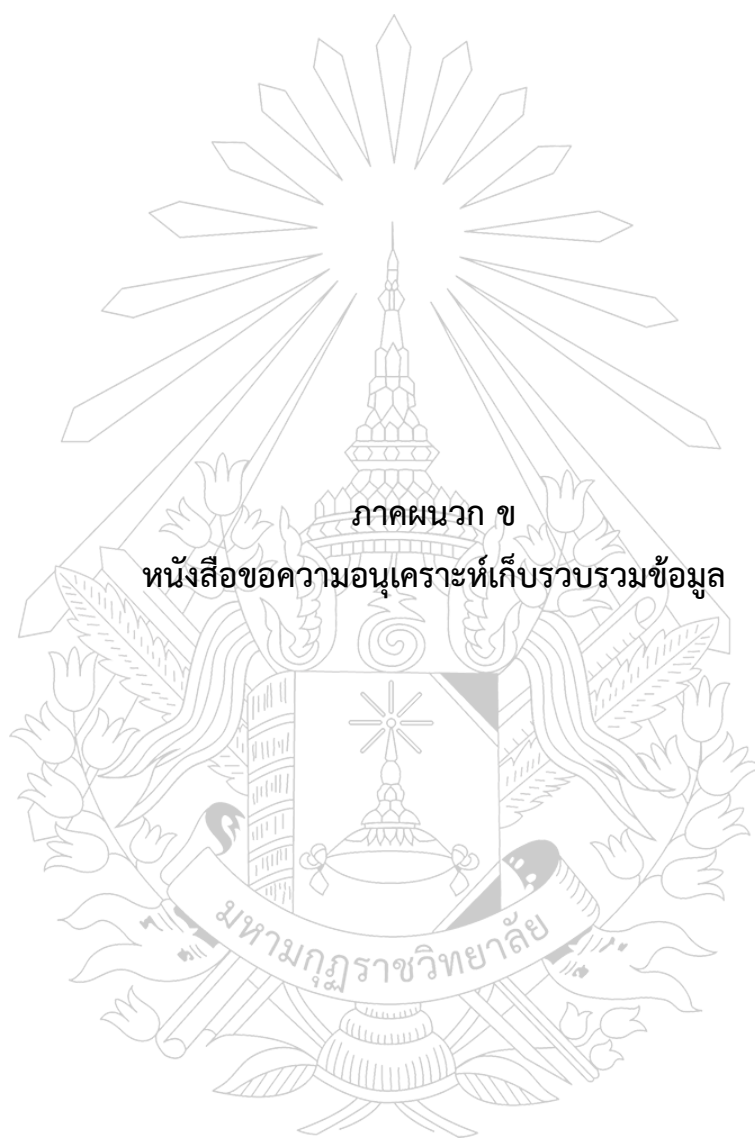 ภาคผนวก ข
หนังสือขอความอนุเคราะห์เก็บรวบรวมข้อมูล
มหามกุฏราชวิทยาลัย